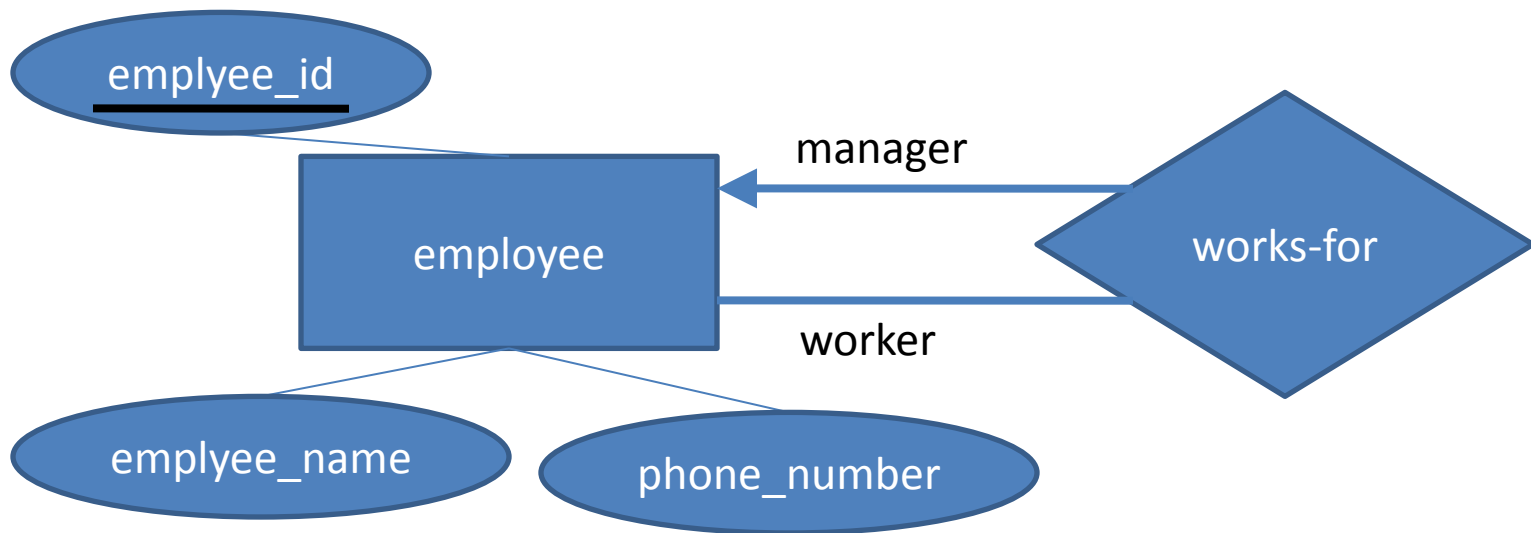 emplyee_id
manager
employee
works-for
worker
emplyee_name
phone_number